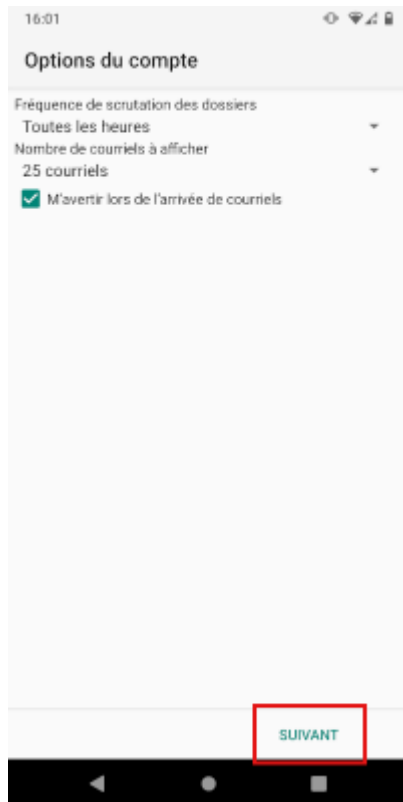 16:01
Options du compte
Fréquence de scrutation des dossiers
Toutes les heures
Nombre de courriels à afficher
25 courriels
M'avertir lors de l'arrivée de courriels
SUIVANT